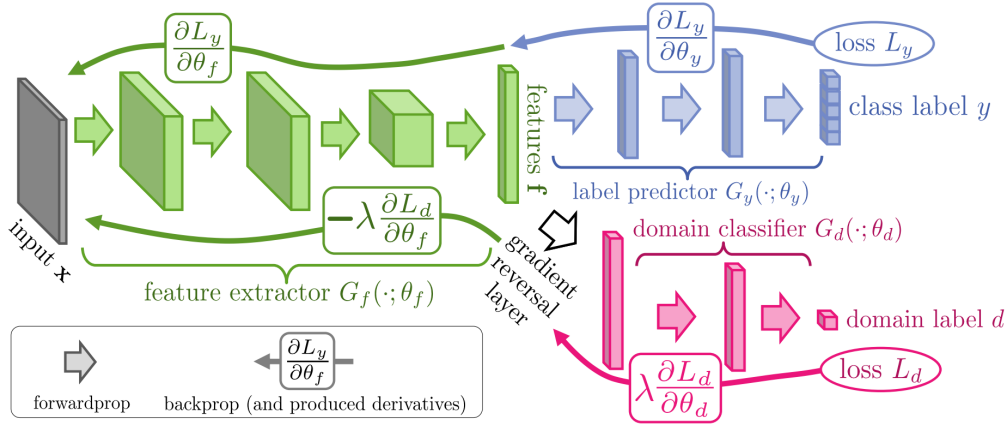 ∂L_y/∂θ_f
∂L_y/∂θ_y
loss L_y
features f
class label y
label predictor G_y(·; θ_y)
input x
−λ ∂L_d/∂θ_f
gradient
reversal
layer
domain classifier G_d(·; θ_d)
feature extractor G_f(·; θ_f)
domain label d
λ ∂L_d/∂θ_d
loss L_d
∂L_y/∂θ_f
forwardprop
backprop (and produced derivatives)